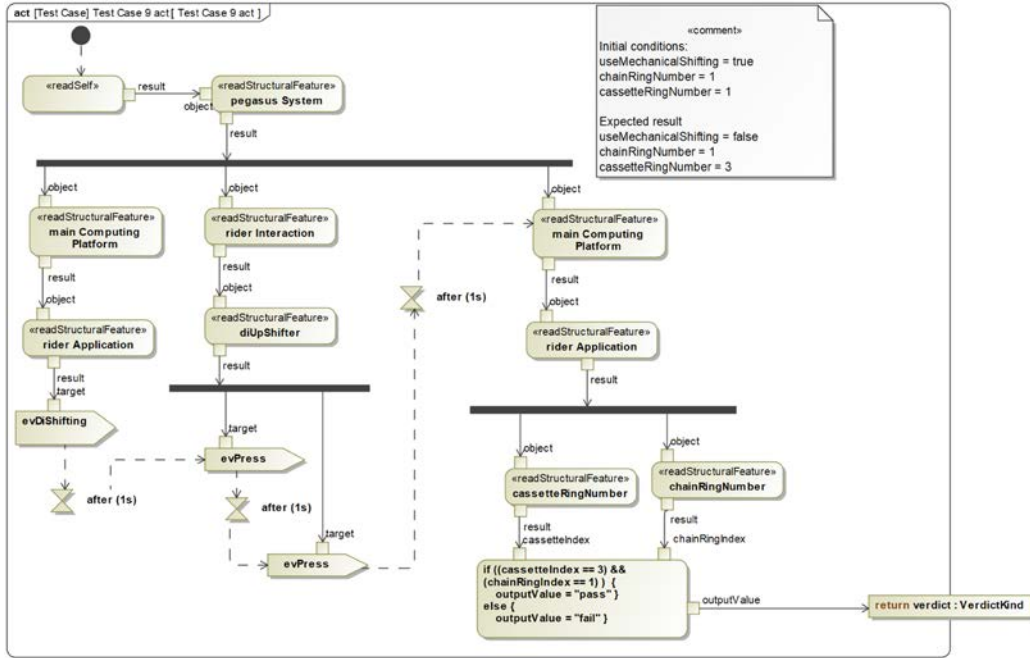 act [Test Case] Test Case 9 act [ Test Case 9 act ]
«comment»
Initial conditions:
useMechanicalShifting = true
chainRingNumber = 1
cassetteRingNumber = 1
Expected result
useMechanicalShifting = false
chainRingNumber = 1
cassetteRingNumber = 3
«readSelf»
result
object
«readStructuralFeature»
pegasus System
result
object
object
object
«readStructuralFeature»
main Computing
Platform
«readStructuralFeature»
rider Interaction
«readStructuralFeature»
main Computing
Platform
result
object
result
object
result
object
after (1s)
«readStructuralFeature»
rider Application
«readStructuralFeature»
diUpShifter
«readStructuralFeature»
rider Application
result
target
result
result
evDiShifting
target
evPress
after (1s)
after (1s)
target
evPress
object
object
«readStructuralFeature»
cassetteRingNumber
«readStructuralFeature»
chainRingNumber
result
cassetteIndex
result
chainRingIndex
if ((cassetteIndex == 3) &&
(chainRingIndex == 1) ) {
outputValue = "pass" }
else {
outputValue = "fail" }
outputValue
return verdict : VerdictKind